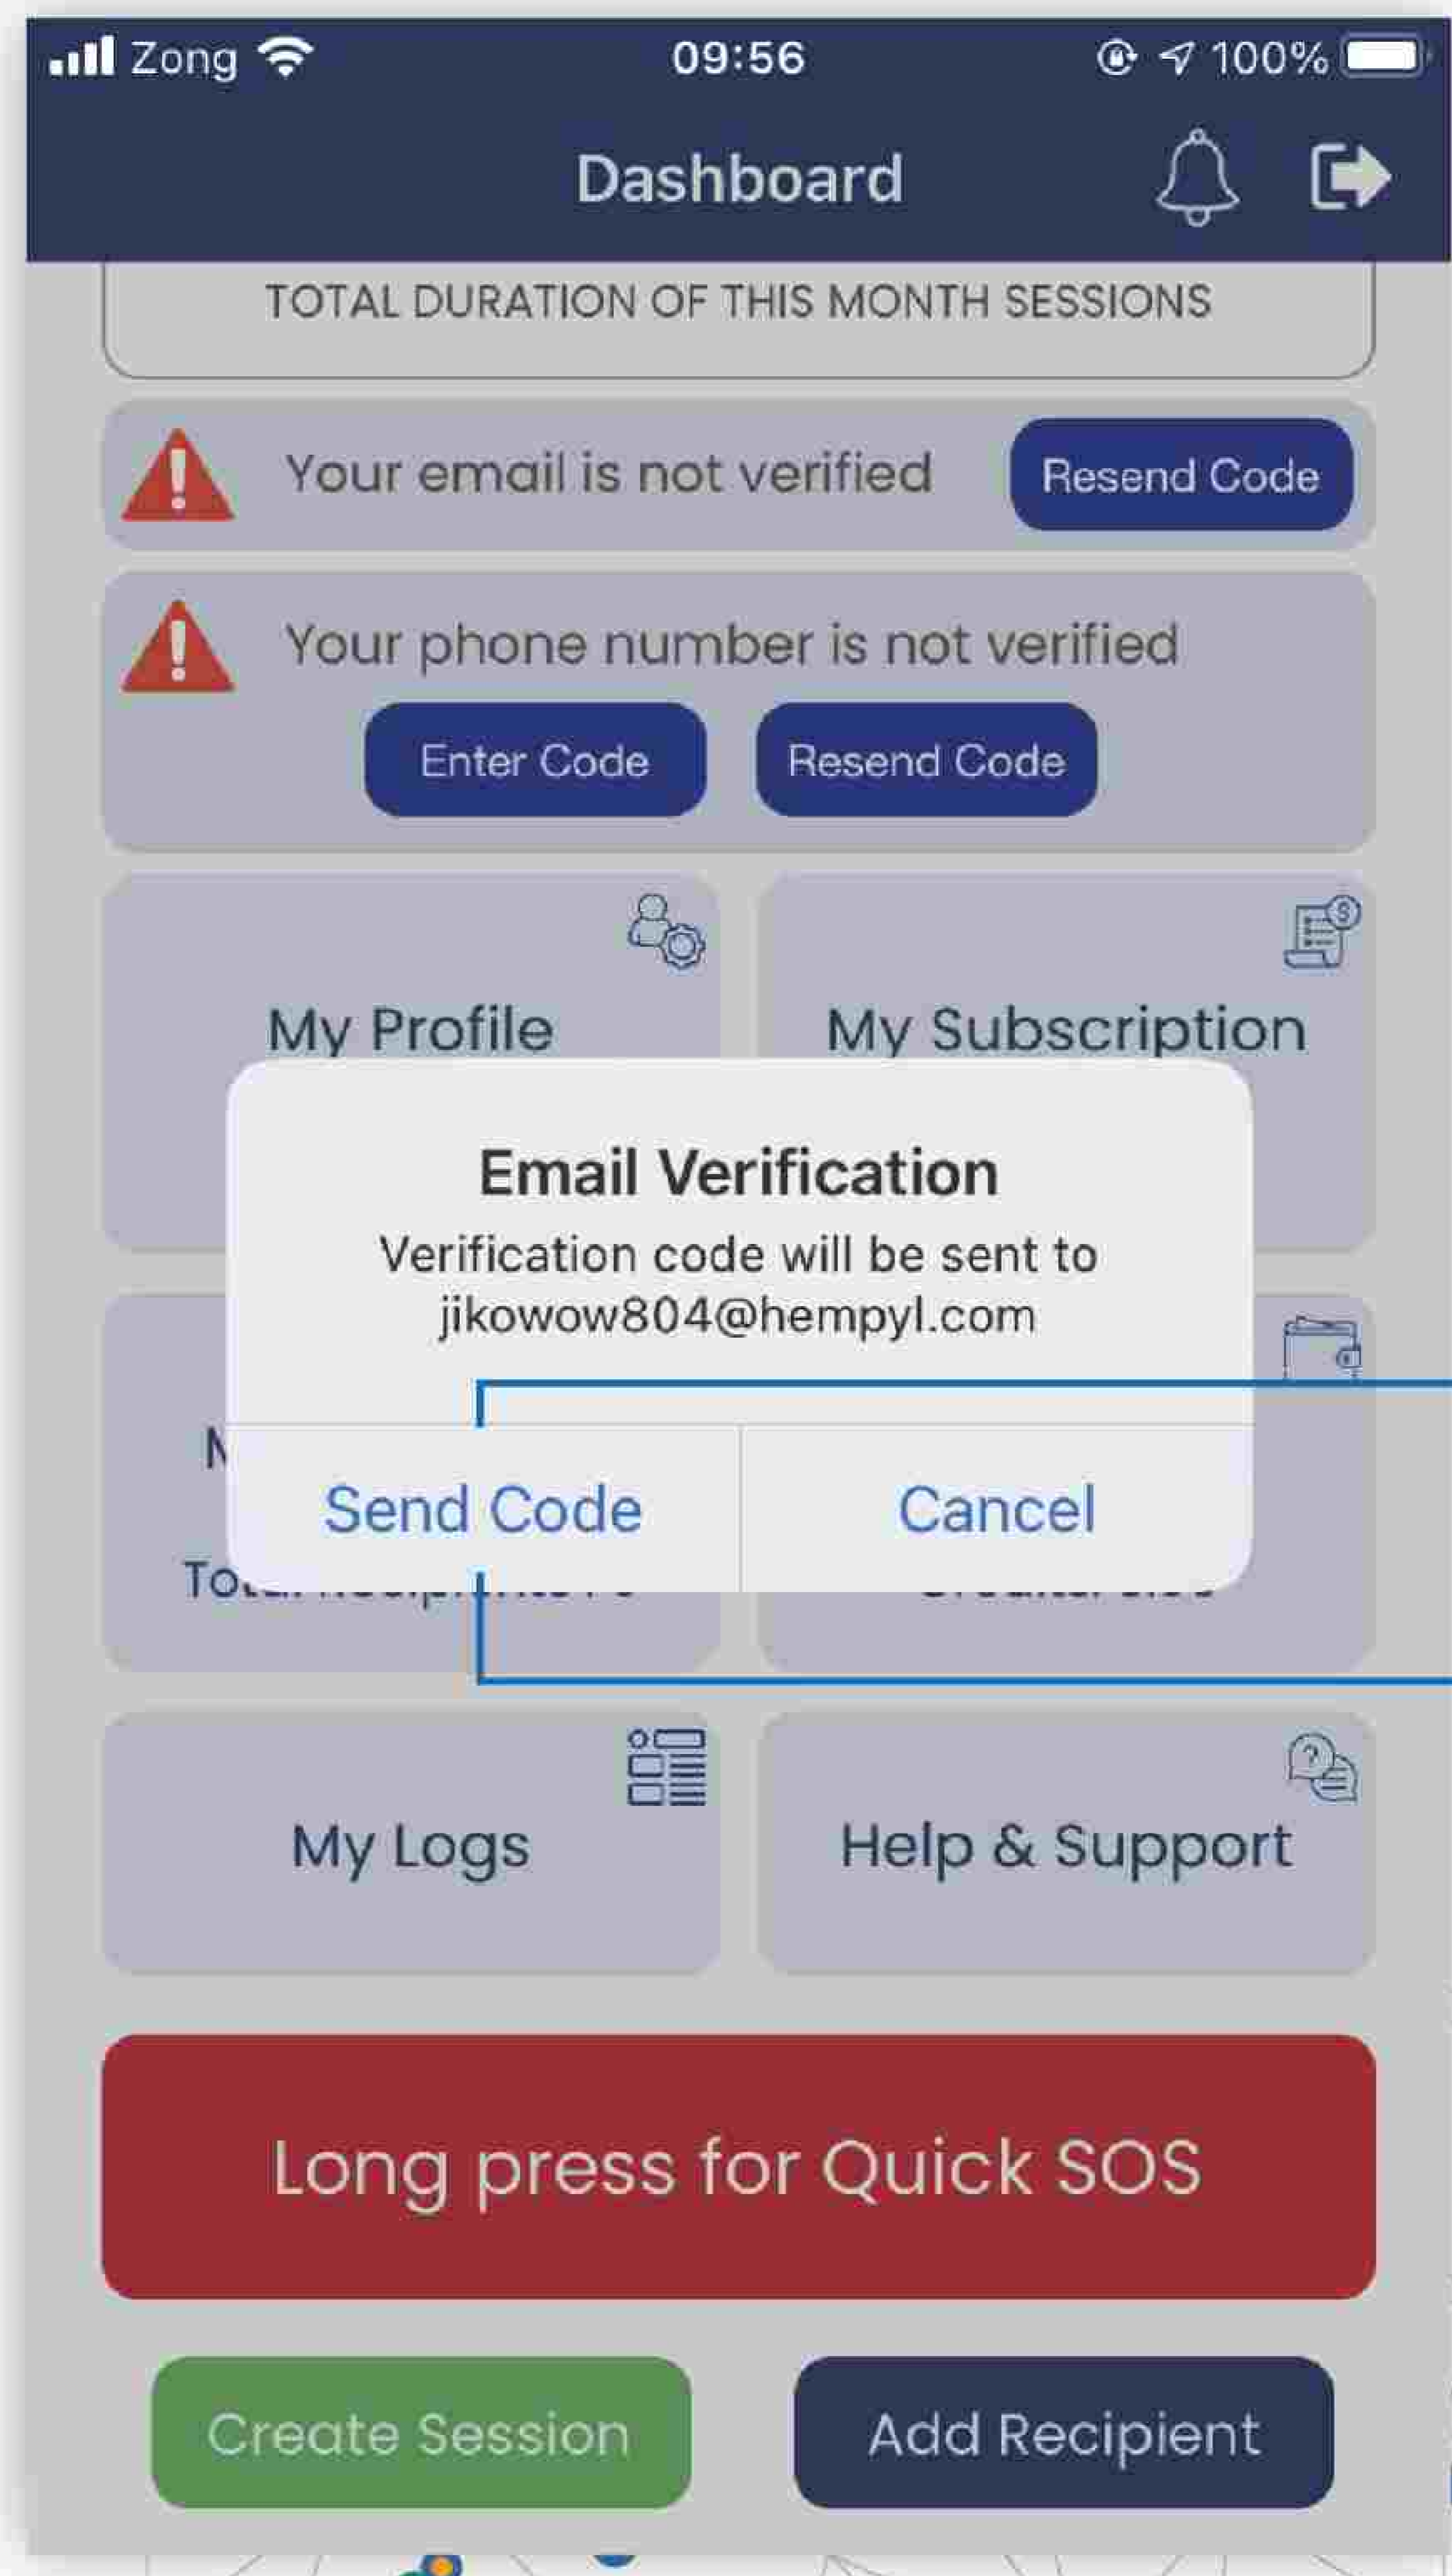 Zong 09:56 100%
Dashboard
TOTAL DURATION OF THIS MONTH SESSIONS
Your email is not verified Resend Code
Your phone number is not verified
Enter Code Resend Code
My Profile My Subscription
Email Verification
Verification code will be sent to
jikowow804@hempyl.com
Send Code Cancel
My Logs Help & Support
Long press for Quick SOS
Create Session Add Recipient